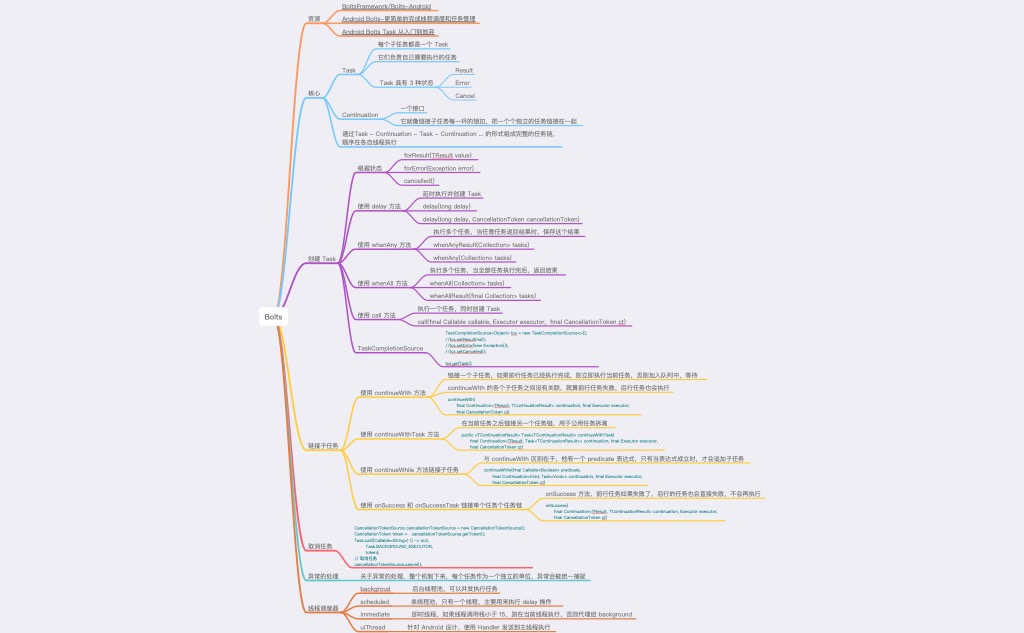 Bolts
资源
BoltsFramework/Bolts-Android
Android Bolts-更简单的完成线程调度和任务管理
Android Bolts Task 从入门到放弃
核心
Task
每个子任务都是一个 Task
它们负责自己需要执行的任务
Task 具有 3 种状态
Result
Error
Cancel
Continuation
一个接口
它就像链接子任务每一环的锁扣，把一个个独立的任务链接在一起
通过Task - Continuation - Task - Continuation ... 的形式组成完整的任务链，
顺序在各自线程执行
创建 Task
根据状态
forResult(TResult value)
forError(Exception error)
cancelled()
使用 delay 方法
延时执行并创建 Task
delay(long delay)
delay(long delay, CancellationToken cancellationToken)
使用 whenAny 方法
执行多个任务，当任意任务返回结果时，保存这个结果
whenAnyResult(Collection> tasks)
whenAny(Collection> tasks)
使用 whenAll 方法
执行多个任务，当全部任务执行完后，返回结果
whenAll(Collection> tasks)
whenAllResult(final Collection> tasks)
使用 call 方法
执行一个任务，同时创建 Task
call(final Callable callable, Executor executor, final CancellationToken ct)
TaskCompletionSource
TaskCompletionSource<Object> tcs = new TaskCompletionSource<>();
//tcs.setResult(null);
//tcs.setError(new Exception());
//tcs.setCancelled();
tcs.getTask();
链接子任务
使用 continueWith 方法
链接一个子任务，如果前行任务已经执行完成，则立即执行当前任务，否则加入队列中，等待
continueWith 的各个子任务之间没有关联，就算前行任务失败，后行任务也会执行
continueWith(
final Continuation<TResult, TContinuationResult> continuation, final Executor executor,
final CancellationToken ct)
使用 continueWithTask 方法
在当前任务之后链接另一个任务链，用于公用任务拆离
public <TContinuationResult> Task<TContinuationResult> continueWithTask(
final Continuation<TResult, Task<TContinuationResult>> continuation, final Executor executor,
final CancellationToken ct)
使用 continueWhile 方法链接子任务
与 continueWith 区别在于，他有一个 predicate 表达式，只有当表达式成立时，才会追加子任务
continueWhile(final Callable<Boolean> predicate,
final Continuation<Void, Task<Void>> continuation, final Executor executor,
final CancellationToken ct)
使用 onSuccess 和 onSuccessTask 链接单个任务个任务链
onSuccess 方法，前行任务如果失败了，后行的任务也会直接失败，不会再执行
onSuccess(
final Continuation<TResult, TContinuationResult> continuation, Executor executor,
final CancellationToken ct)
取消任务
CancellationTokenSource cancellationTokenSource = new CancellationTokenSource();
CancellationToken token = cancellationTokenSource.getToken();
Task.call((Callable<String>) () -> null,
Task.BACKGROUND_EXECUTOR,
token);
// 取消任务
cancellationTokenSource.cancel();
异常的处理
关于异常的处理，整个机制下来，每个任务作为一个独立的单位，异常会被统一捕捉
线程调度器
backgroud
后台线程池，可以并发执行任务
scheduled
单线程池，只有一个线程，主要用来执行 delay 操作
immediate
即时线程，如果线程调用栈小于 15，则在当前线程执行，否则代理给 background
uiThread
针对 Android 设计，使用 Handler 发送到主线程执行